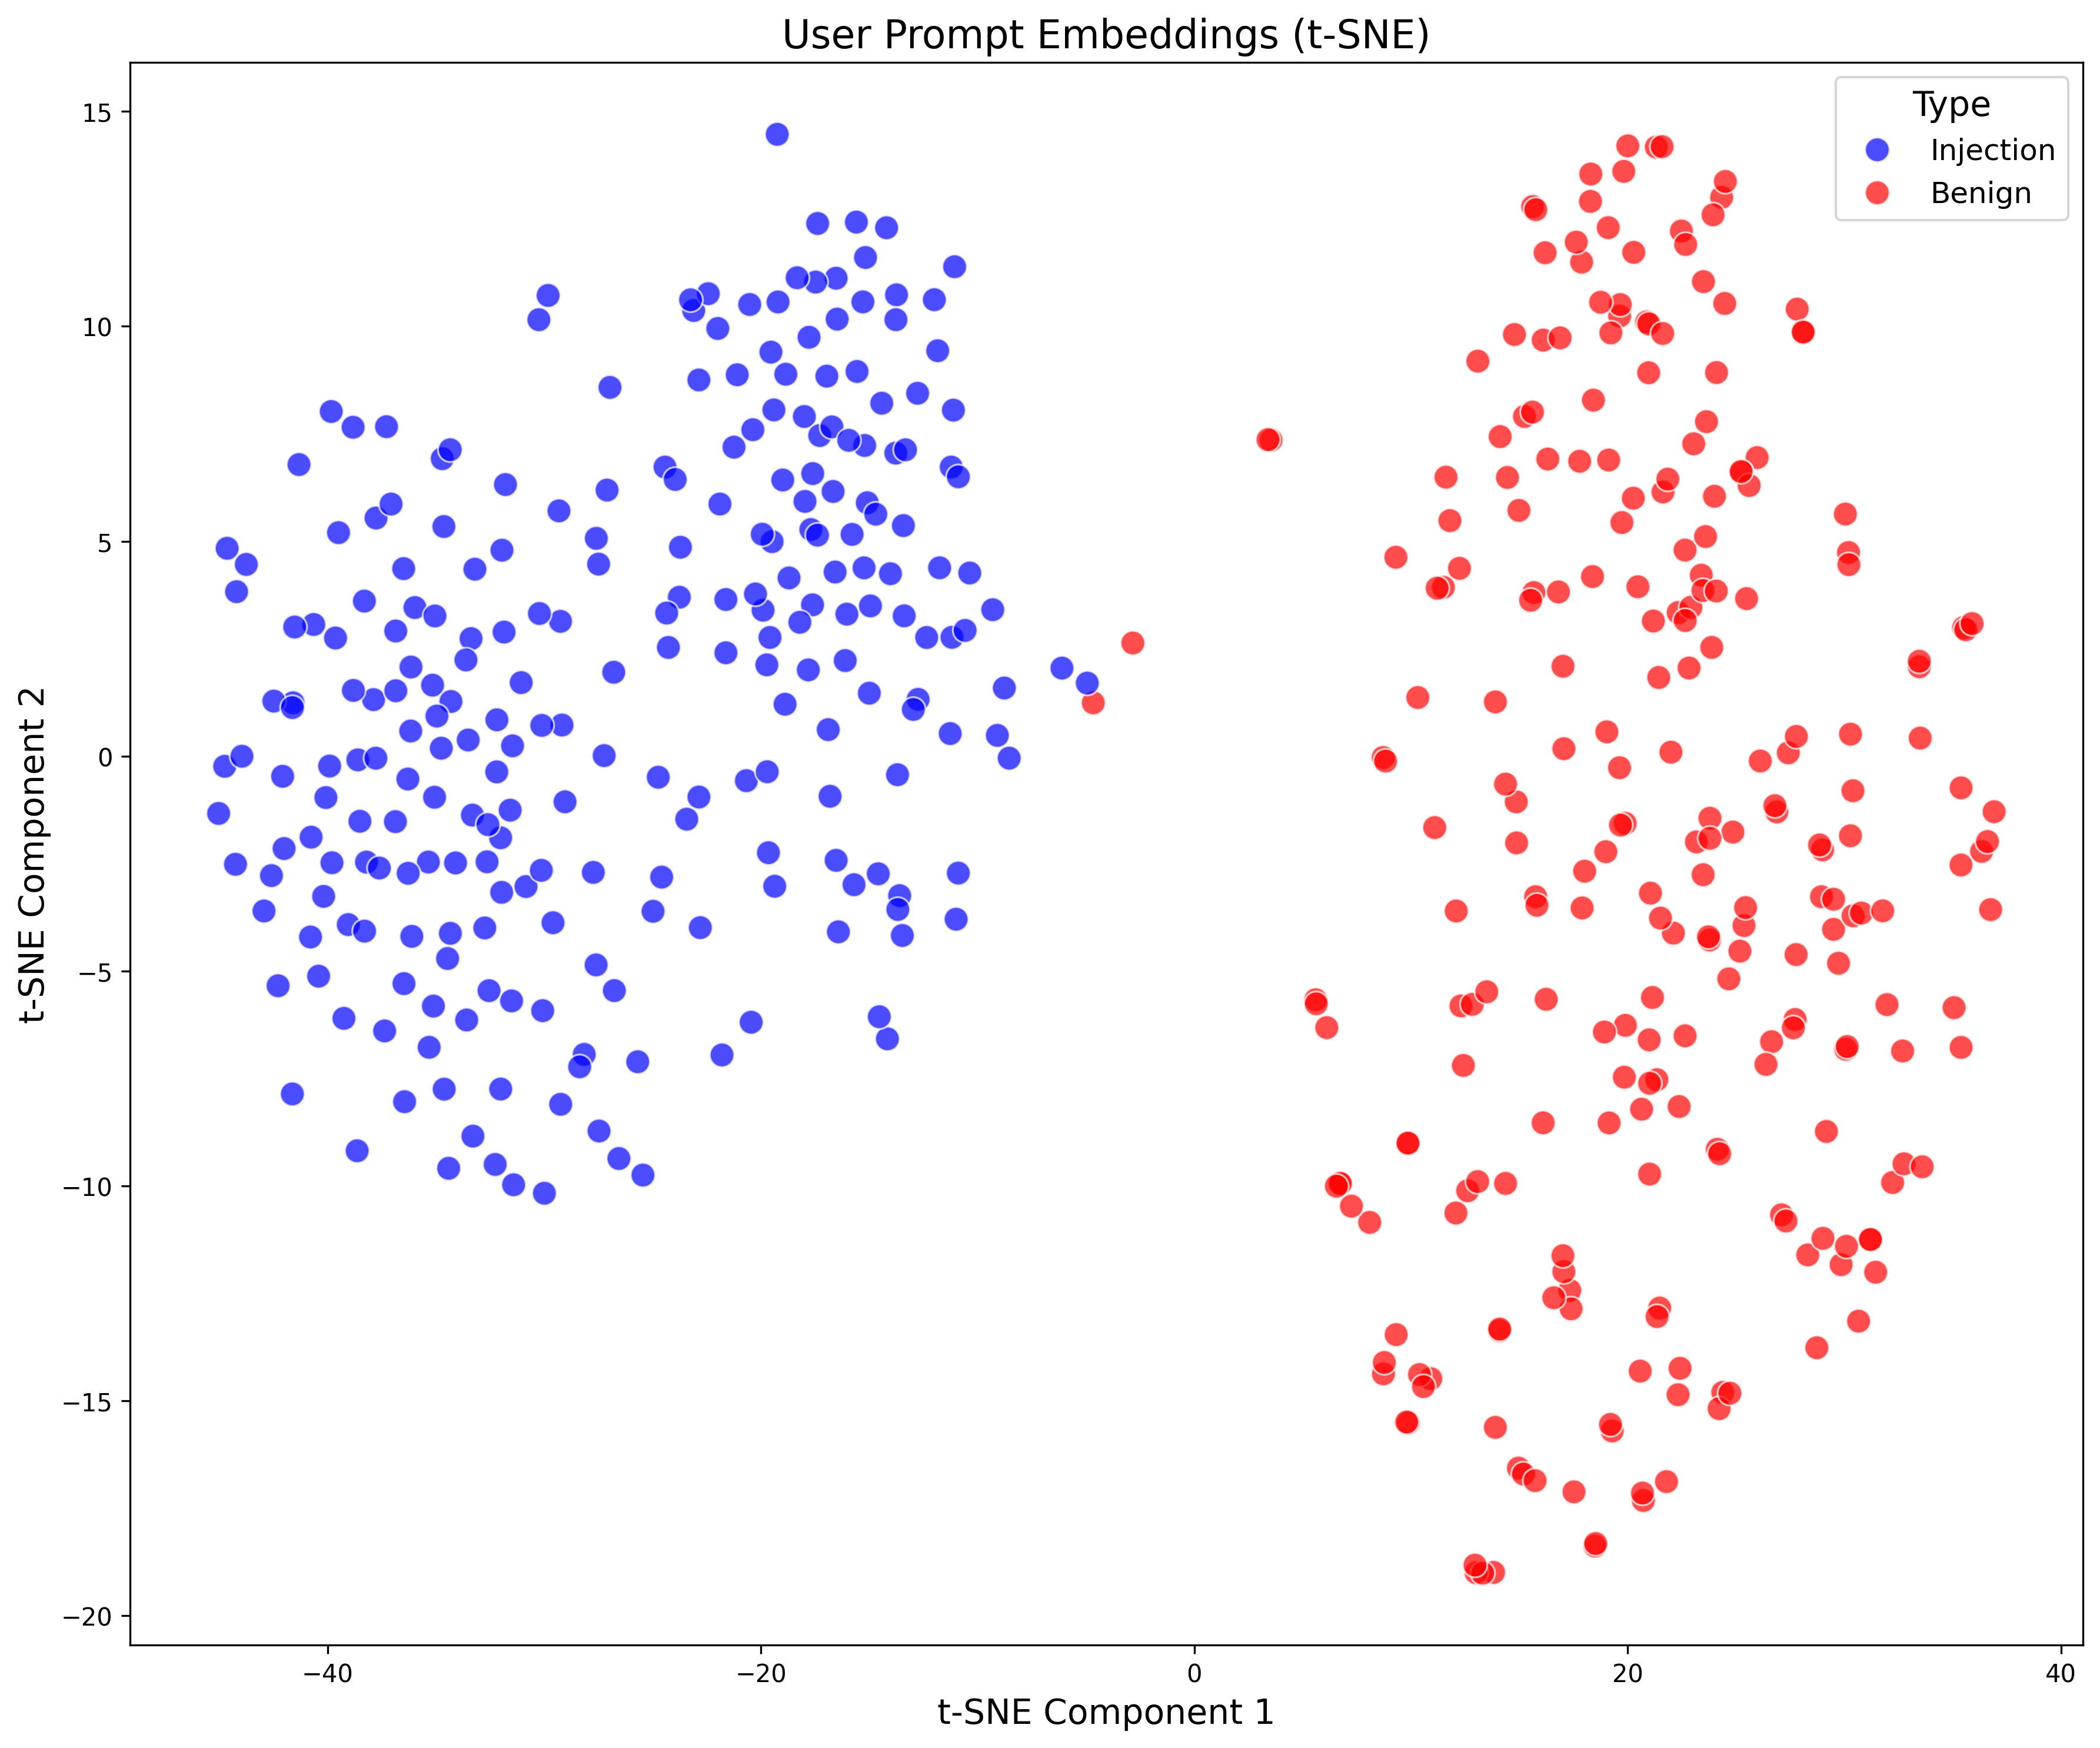 User Prompt Embeddings (t-SNE)
Type
Injection
Benign
15
10
5
0
−5
−10
−15
−20
t-SNE Component 2
−40
−20
0
20
40
t-SNE Component 1